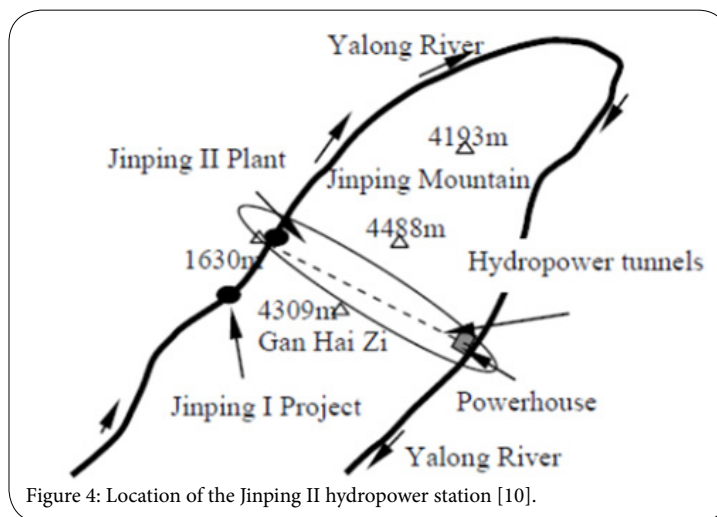 Yalong River
4193m
Jinping II Plant
Jinping Mountain
4488m
1630m
Hydropower tunnels
4309m
Gan Hai Zi
Jinping I Project
Powerhouse
Yalong River
Figure 4: Location of the Jinping II hydropower station [10].